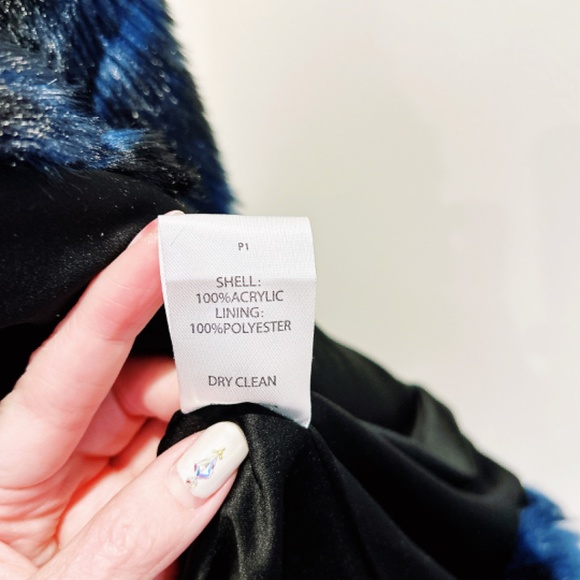 P1
SHELL:
100%ACRYLIC
LINING:
100%POLYESTER
DRY CLEAN